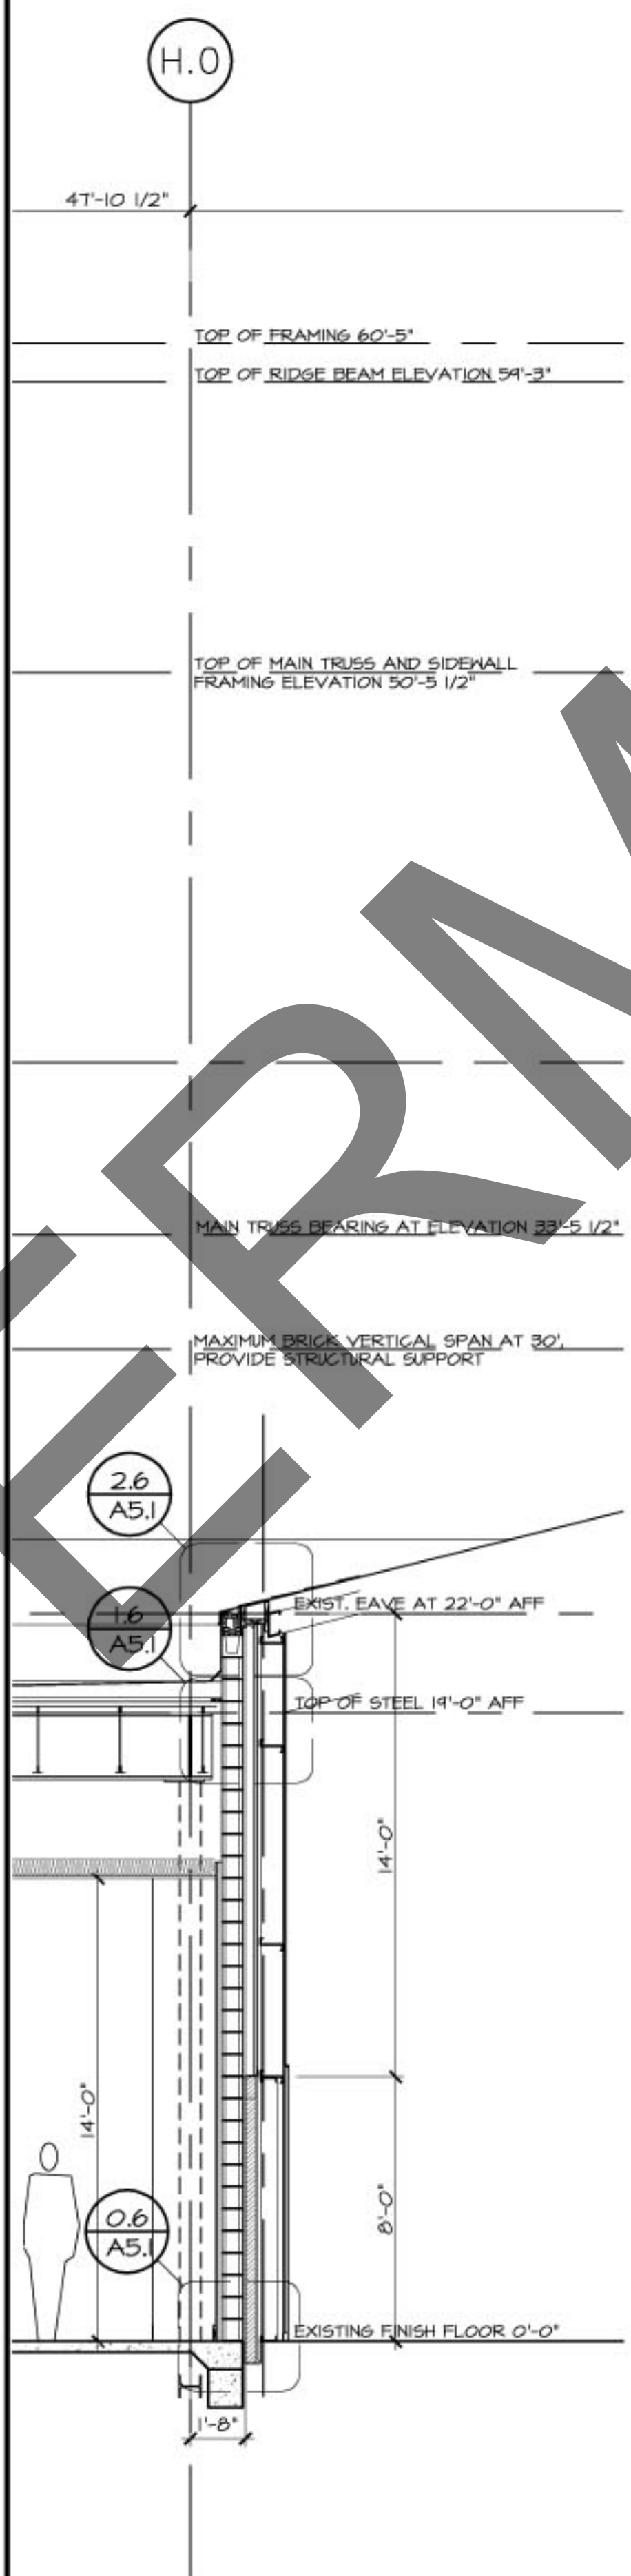 H.0
47'-10 1/2"
TOP OF FRAMING 60'-5"
TOP OF RIDGE BEAM ELEVATION 59'-3"
TOP OF MAIN TRUSS AND SIDEWALL
FRAMING ELEVATION 50'-5 1/2"
MAIN TRUSS BEARING AT ELEVATION 33'-5 1/2"
MAXIMUM BRICK VERTICAL SPAN AT 30',
PROVIDE STRUCTURAL SUPPORT
2.6
A5.1
EXIST. EAVE AT 22'-0" AFF
1.6
A5.1
TOP OF STEEL 19'-0" AFF
14'-0"
14'-0"
8'-0"
0.6
A5.1
EXISTING FINISH FLOOR 0'-0"
1'-8"
ERM